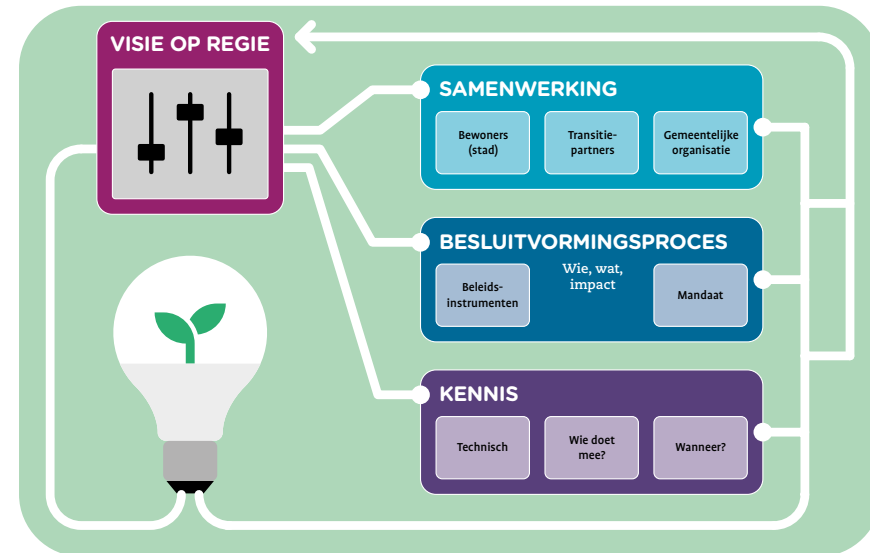 VISIE OP REGIE
SAMENWERKING
Bewoners
(stad)
Transitie-
partners
Gemeentelijke
organisatie
BESLUITVORMINGSPROCES
Beleids-
instrumenten
Wie, wat,
impact
Mandaat
KENNIS
Technisch
Wie doet
mee?
Wanneer?